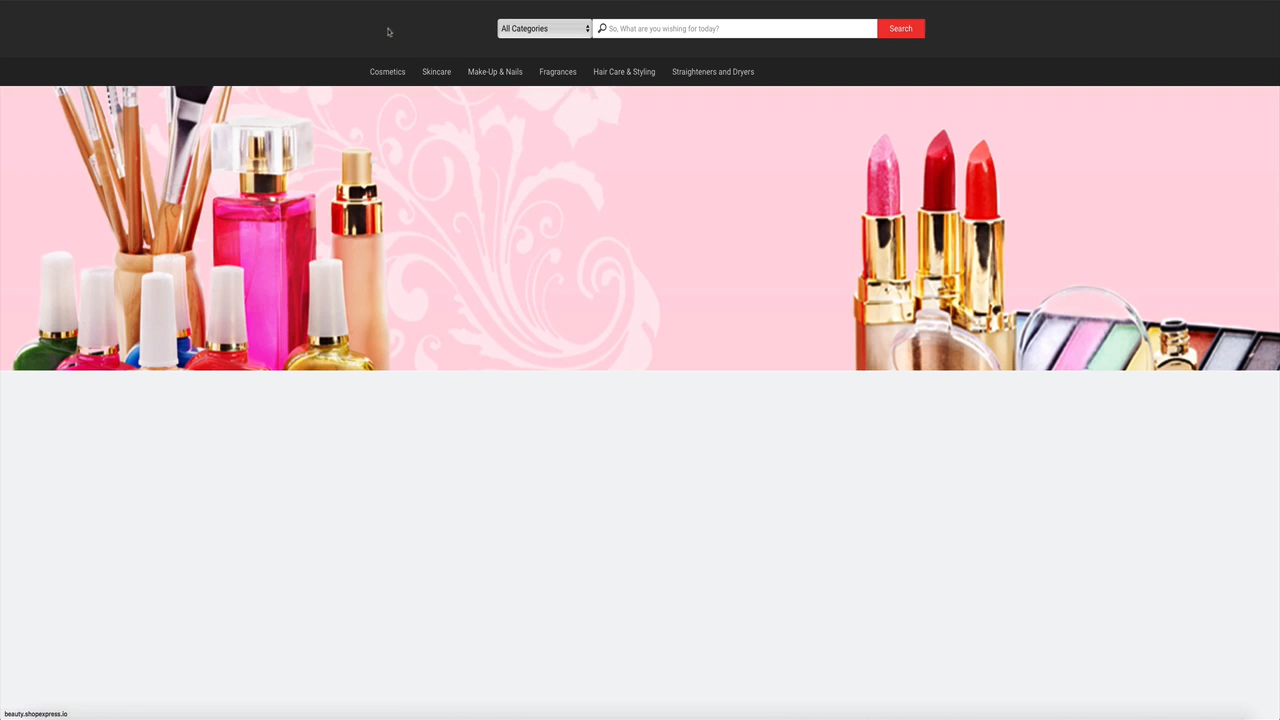 All Categories So, What are you wishing for today? Search
Cosmetics Skincare Make-Up & Nails Fragrances Hair Care & Styling Straighteners and Dryers
beauty.shopexpress.io